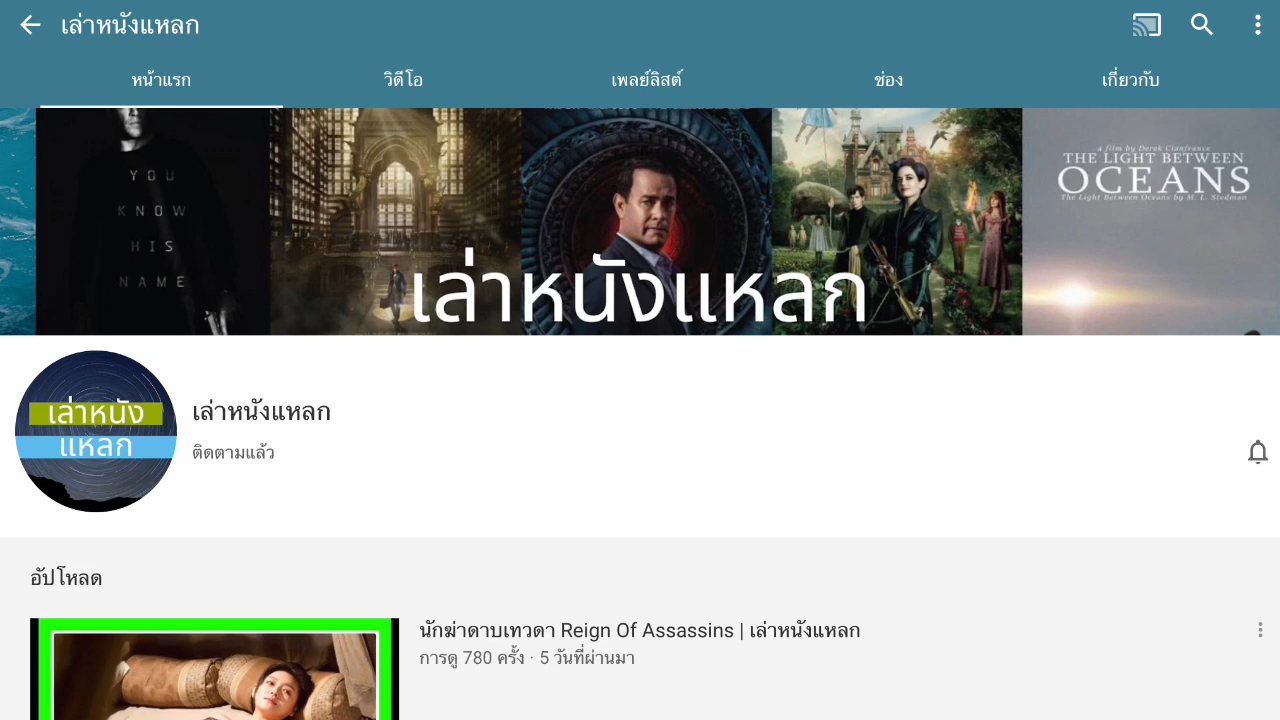 เล่าหนังแหลก
หน้าแรก วิดีโอ เพลย์ลิสต์ ช่อง เกี่ยวกับ
YOU
KNOW
HIS
NAME
a film by Derek Cianfrance
THE LIGHT BETWEEN
OCEANS
The Light Between Oceans by M. L. Stedman
เล่าหนังแหลก
เล่าหนัง
แหลก
เล่าหนังแหลก
ติดตามแล้ว
อัปโหลด
นักฆ่าดาบเทวดา Reign Of Assassins | เล่าหนังแหลก
การดู 780 ครั้ง · 5 วันที่ผ่านมา